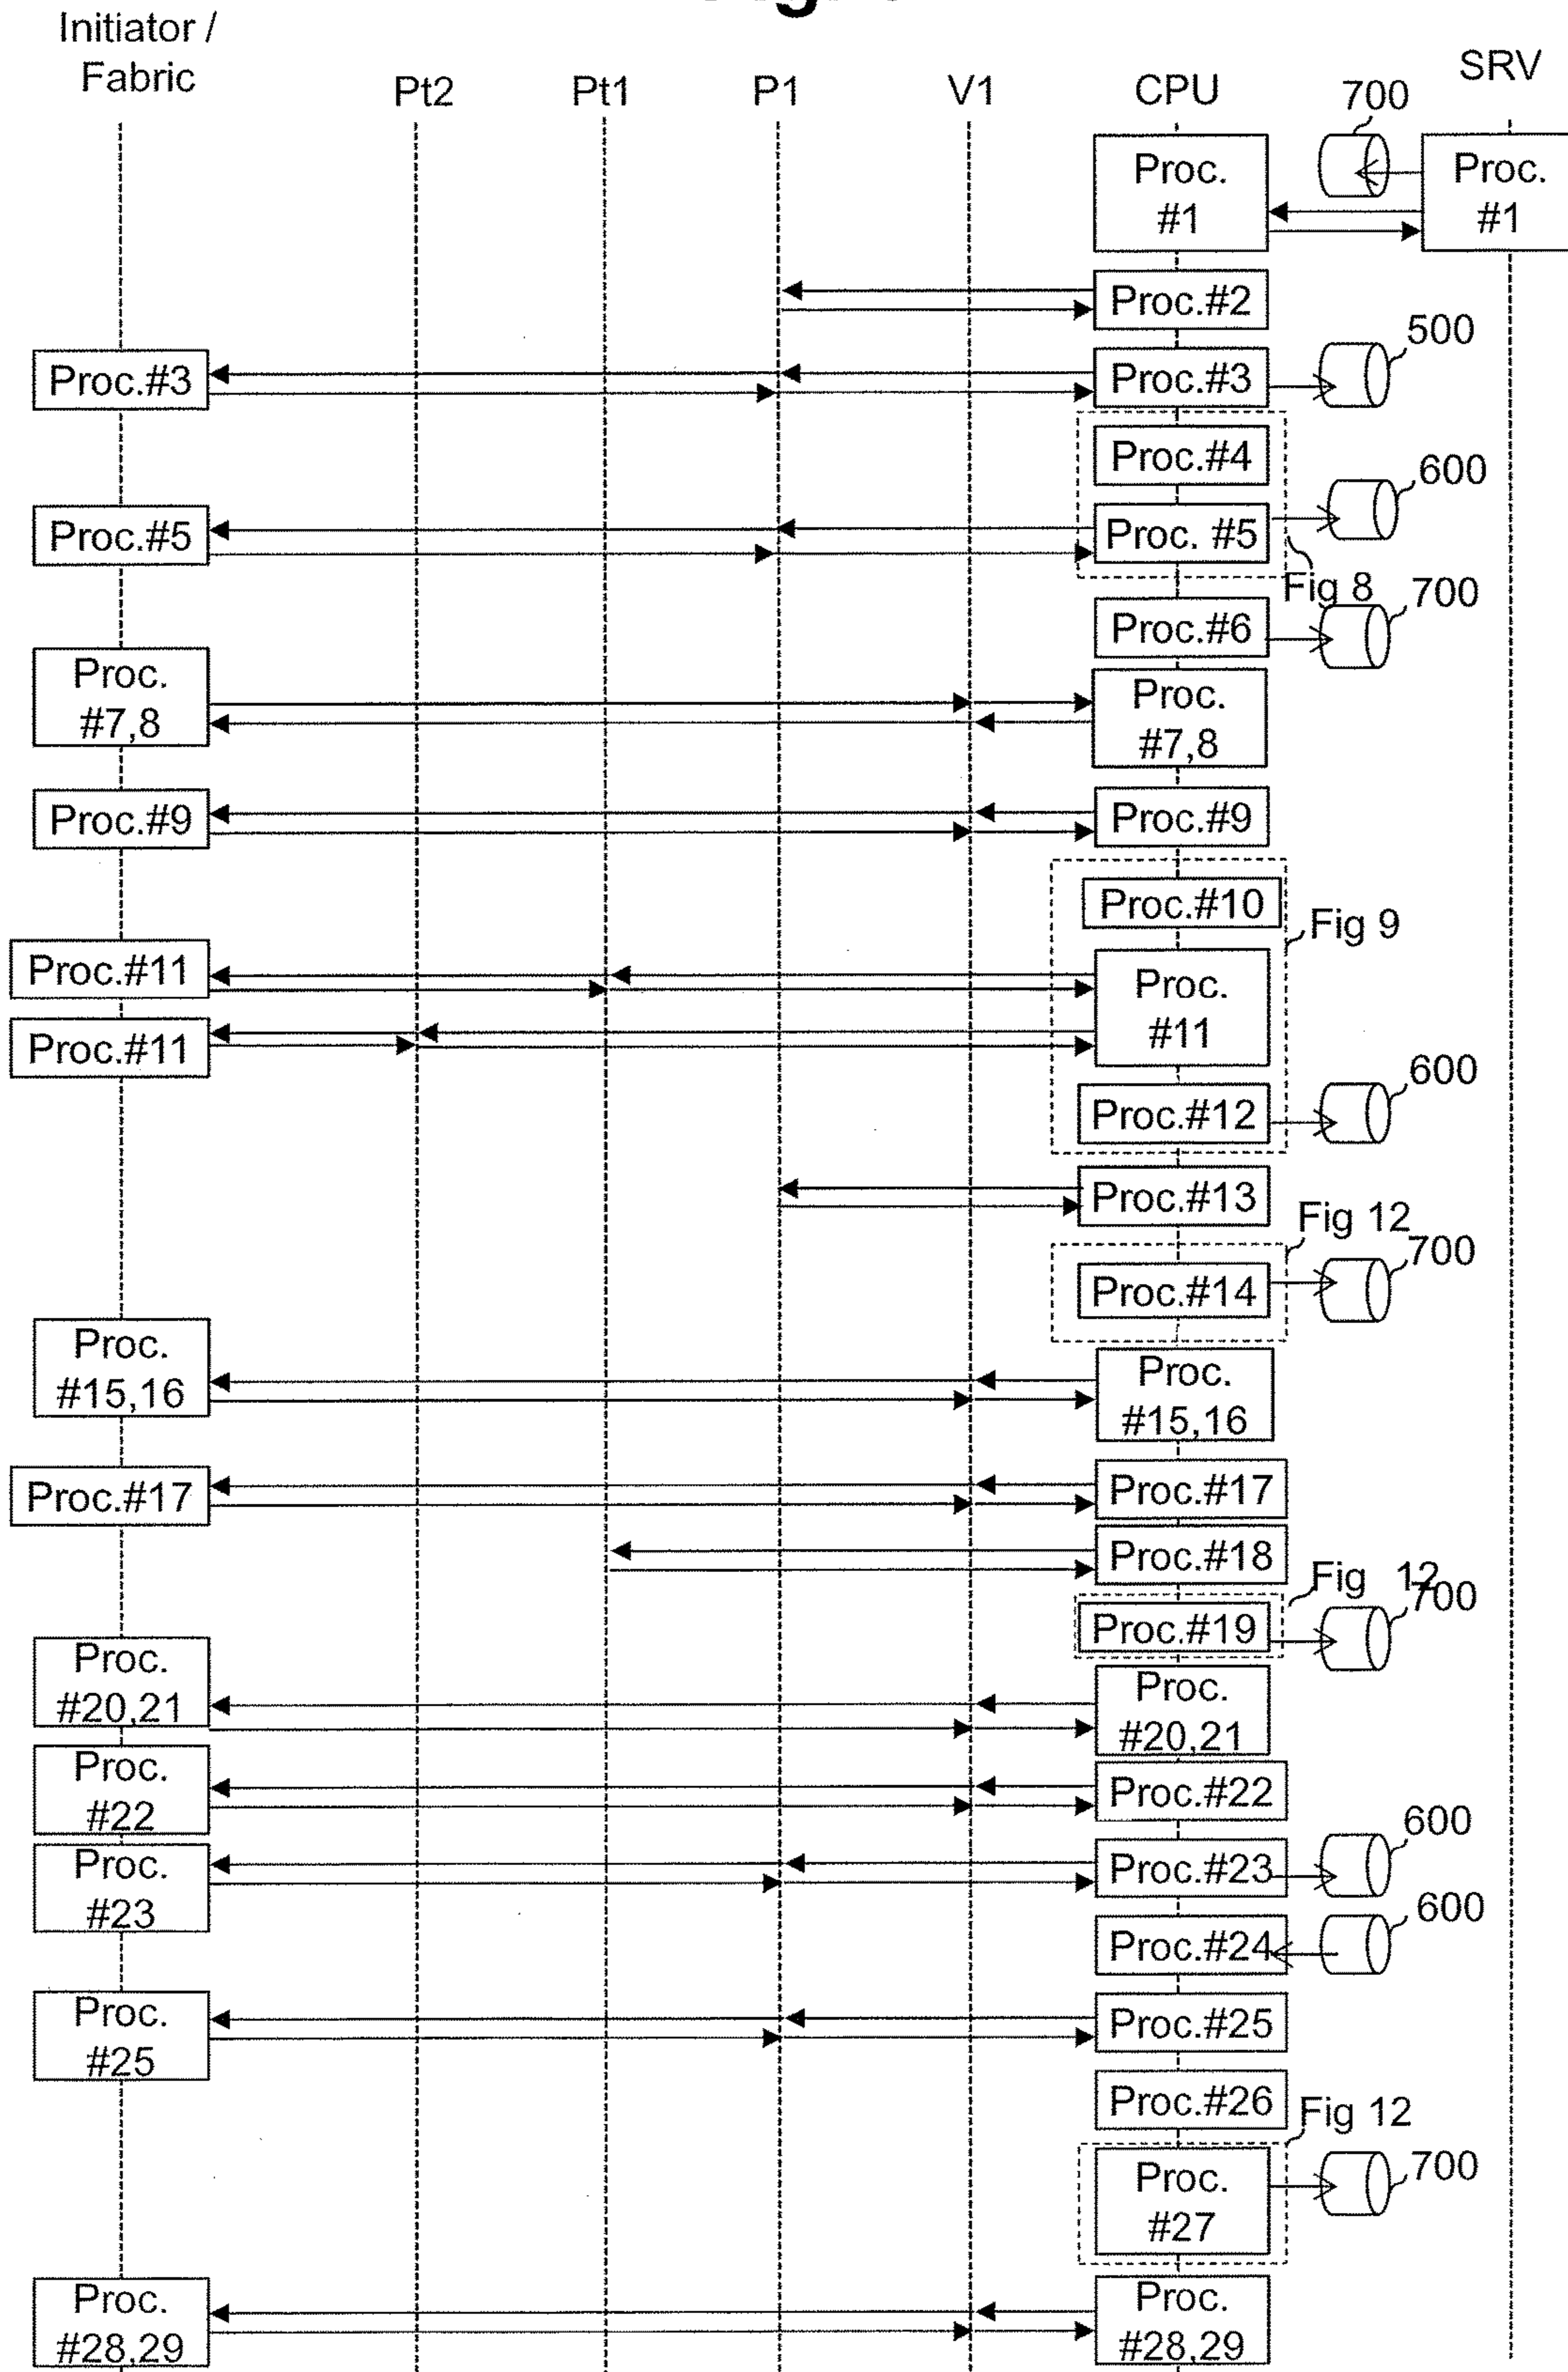 Initiator /
Fabric
Pt2
Pt1
P1
V1
CPU
700
SRV
Proc.
#1
Proc.
#1
Proc.#2
500
Proc.#3
Proc.#3
Proc.#4
600
Proc.#5
Proc. #5
Fig 8
700
Proc.#6
Proc.
#7,8
Proc.
#7,8
Proc.#9
Proc.#9
Proc.#10
Fig 9
Proc.#11
Proc.
#11
Proc.#11
600
Proc.#12
Proc.#13
Fig 12
700
Proc.#14
Proc.
#15,16
Proc.
#15,16
Proc.#17
Proc.#17
Proc.#18
Fig 12
700
Proc.#19
Proc.
#20,21
Proc.
#20,21
Proc.
#22
Proc.#22
600
Proc.
#23
Proc.#23
600
Proc.#24
Proc.
#25
Proc.#25
Proc.#26
Fig 12
700
Proc.
#27
Proc.
#28,29
Proc.
#28,29